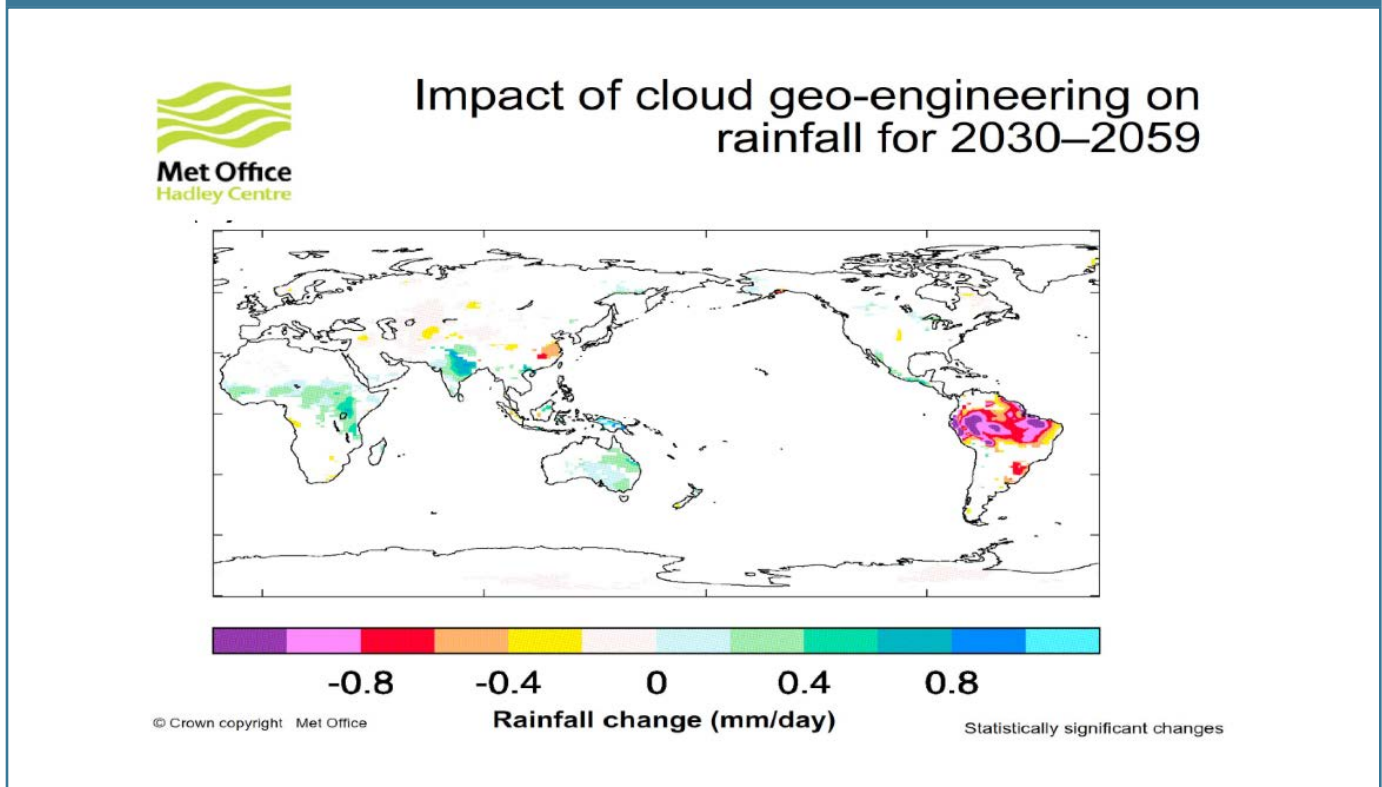 Impact of cloud geo-engineering on
rainfall for 2030–2059
Met Office
Hadley Centre
-0.8 -0.4 0 0.4 0.8
Rainfall change (mm/day)
© Crown copyright Met Office
Statistically significant changes